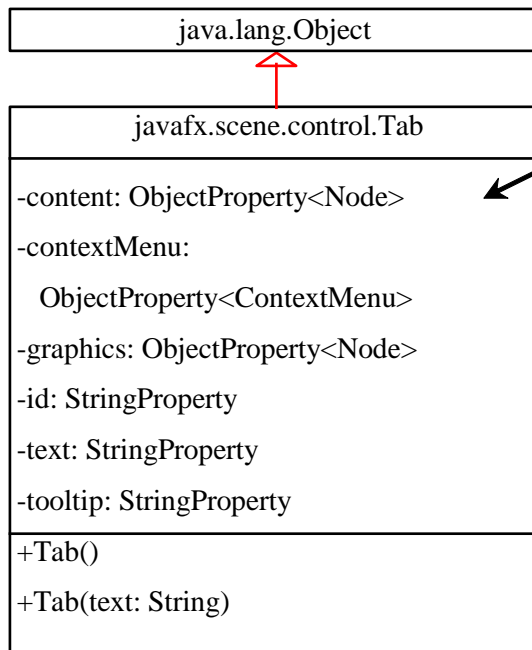 java.lang.Object
javafx.scene.control.Tab
-content: ObjectProperty<Node>
-contextMenu:
ObjectProperty<ContextMenu>
-graphics: ObjectProperty<Node>
-id: StringProperty
-text: StringProperty
-tooltip: StringProperty
+Tab()
+Tab(text: String)